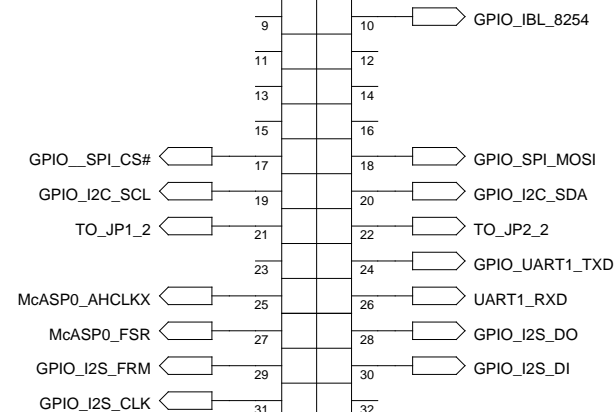 9 10 GPIO_IBL_8254
11 12
13 14
15 16
GPIO__SPI_CS# 17 18 GPIO_SPI_MOSI
GPIO_I2C_SCL 19 20 GPIO_I2C_SDA
TO_JP1_2 21 22 TO_JP2_2
23 24 GPIO_UART1_TXD
McASP0_AHCLKX 25 26 UART1_RXD
McASP0_FSR 27 28 GPIO_I2S_DO
GPIO_I2S_FRM 29 30 GPIO_I2S_DI
GPIO_I2S_CLK 31 32